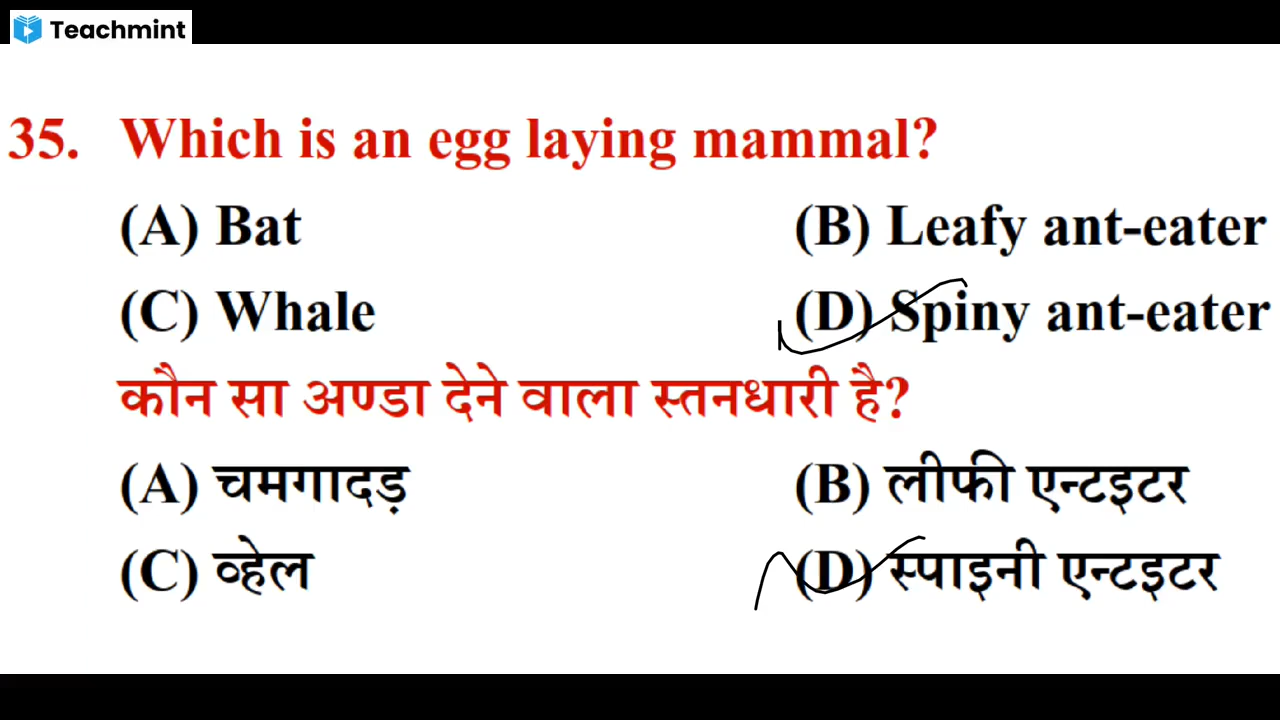 Teachmint
35. Which is an egg laying mammal?
(A) Bat (B) Leafy ant-eater
(C) Whale (D) Spiny ant-eater
कौन सा अण्डा देने वाला स्तनधारी है?
(A) चमगादड़ (B) लीफी एन्टइटर
(C) व्हेल (D) स्पाइनी एन्टइटर